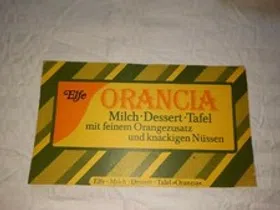 Elfe
ORANCIA
Milch·Dessert·Tafel
mit feinem Orangezusatz
und knackigen Nüssen
Elfe · Milch · Dessert · Tafel · Orancia